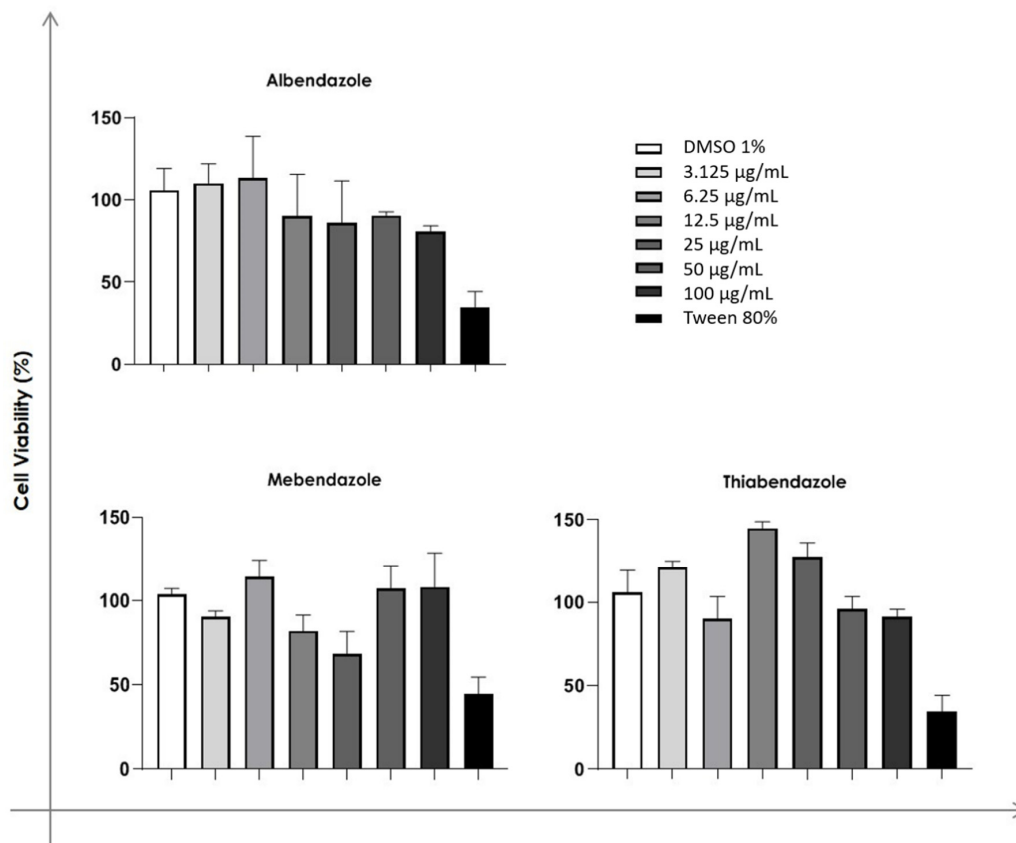 Cell Viability (%)
Albendazole
150
100
50
0
DMSO 1%
3.125 µg/mL
6.25 µg/mL
12.5 µg/mL
25 µg/mL
50 µg/mL
100 µg/mL
Tween 80%
Mebendazole
150
100
50
0
Thiabendazole
150
100
50
0